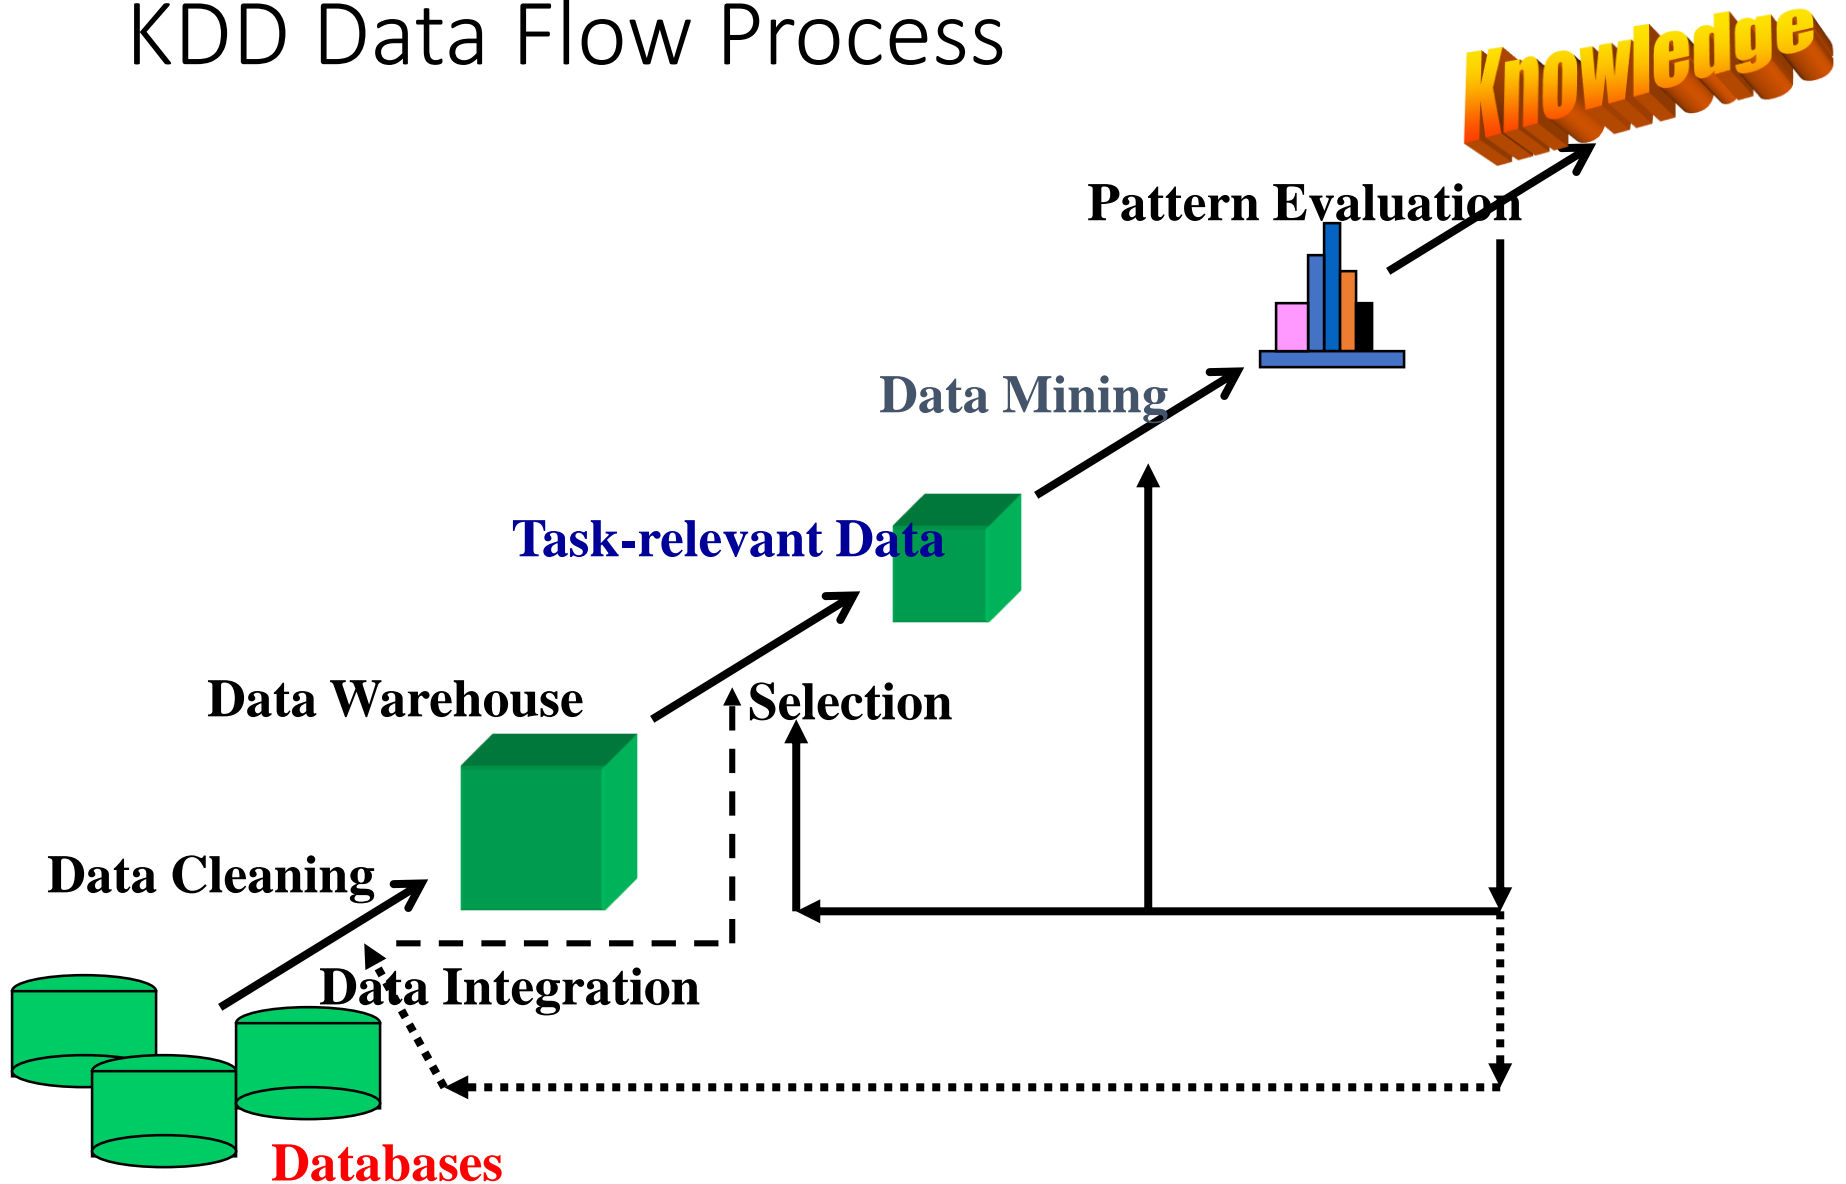 KDD Data Flow Process
Knowledge
Pattern Evaluation
Data Mining
Task-relevant Data
Data Warehouse
Selection
Data Cleaning
Data Integration
Databases